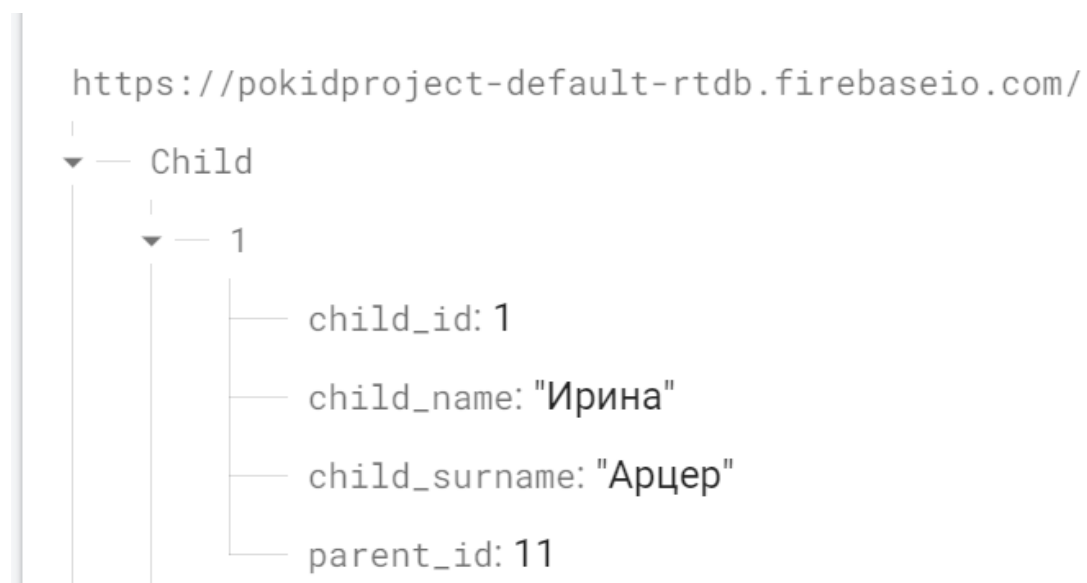 https://pokidproject-default-rtdb.firebaseio.com/
Child
1
child_id: 1
child_name: "Ирина"
child_surname: "Арцер"
parent_id: 11